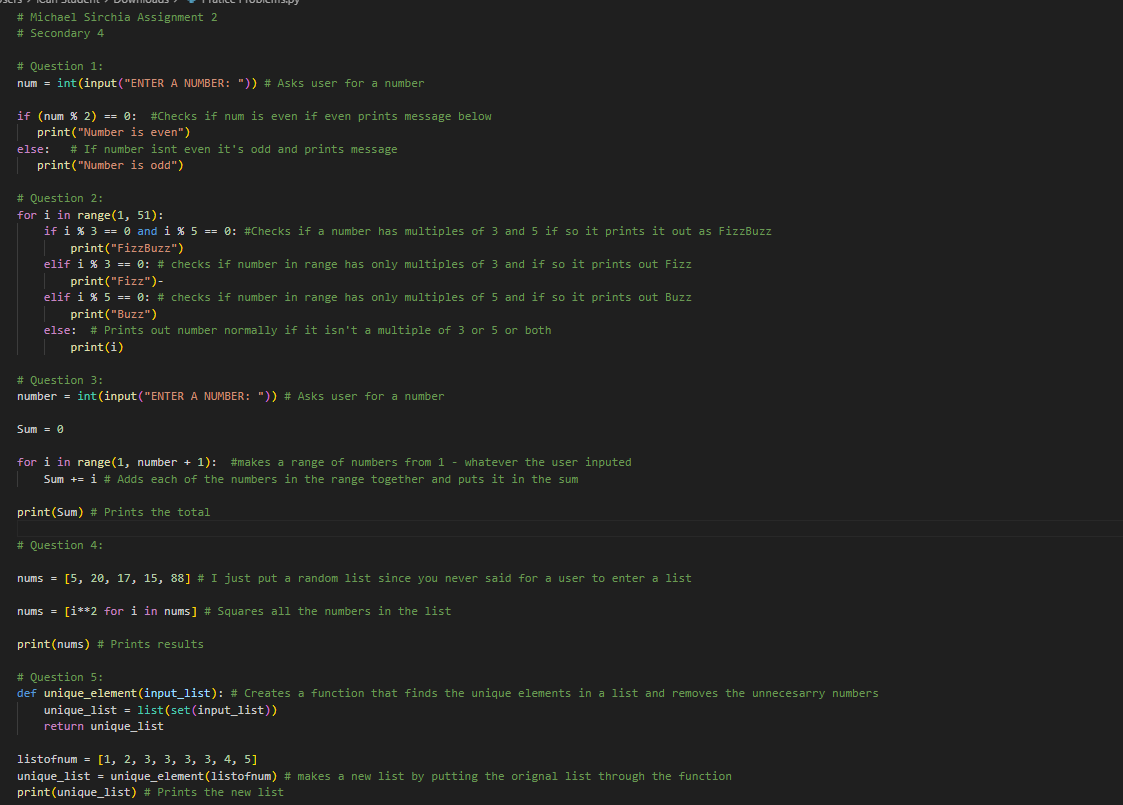 Users > iCan Student > Downloads > Pratice Problems.py
# Michael Sirchia Assignment 2
# Secondary 4
# Question 1:
num = int(input("ENTER A NUMBER: ")) # Asks user for a number
if (num % 2) == 0:  #Checks if num is even if even prints message below
   print("Number is even")
else:   # If number isnt even it's odd and prints message
   print("Number is odd")
# Question 2:
for i in range(1, 51):
    if i % 3 == 0 and i % 5 == 0: #Checks if a number has multiples of 3 and 5 if so it prints it out as FizzBuzz
        print("FizzBuzz")
    elif i % 3 == 0: # checks if number in range has only multiples of 3 and if so it prints out Fizz
        print("Fizz")-
    elif i % 5 == 0: # checks if number in range has only multiples of 5 and if so it prints out Buzz
        print("Buzz")
    else:  # Prints out number normally if it isn't a multiple of 3 or 5 or both
        print(i)
# Question 3:
number = int(input("ENTER A NUMBER: ")) # Asks user for a number
Sum = 0
for i in range(1, number + 1):  #makes a range of numbers from 1 - whatever the user inputed
    Sum += i # Adds each of the numbers in the range together and puts it in the sum
print(Sum) # Prints the total
# Question 4:
nums = [5, 20, 17, 15, 88] # I just put a random list since you never said for a user to enter a list
nums = [i**2 for i in nums] # Squares all the numbers in the list
print(nums) # Prints results
# Question 5:
def unique_element(input_list): # Creates a function that finds the unique elements in a list and removes the unnecesarry numbers
    unique_list = list(set(input_list))
    return unique_list
listofnum = [1, 2, 3, 3, 3, 3, 4, 5]
unique_list = unique_element(listofnum) # makes a new list by putting the orignal list through the function
print(unique_list) # Prints the new list